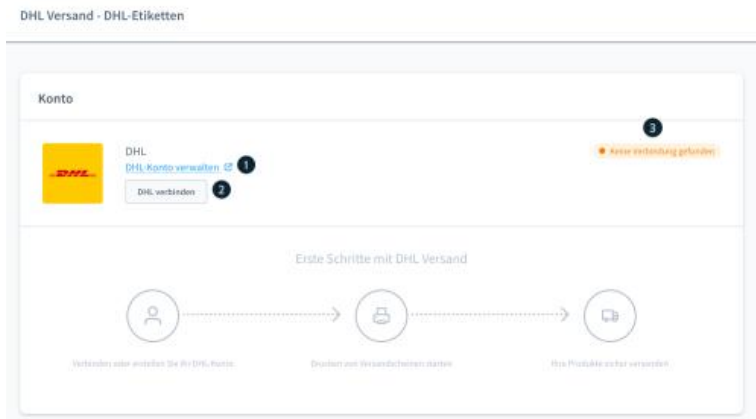 DHL Versand - DHL-Etiketten
Konto
3
DHL
Keine Verbindung gefunden
DHL-Konto verwalten 1
DHL
DHL verbinden 2
Erste Schritte mit DHL Versand
Verbinden oder erstellen Sie Ihr DHL Konto
Drucken von Versandscheinen starten
Ihre Produkte sicher versenden